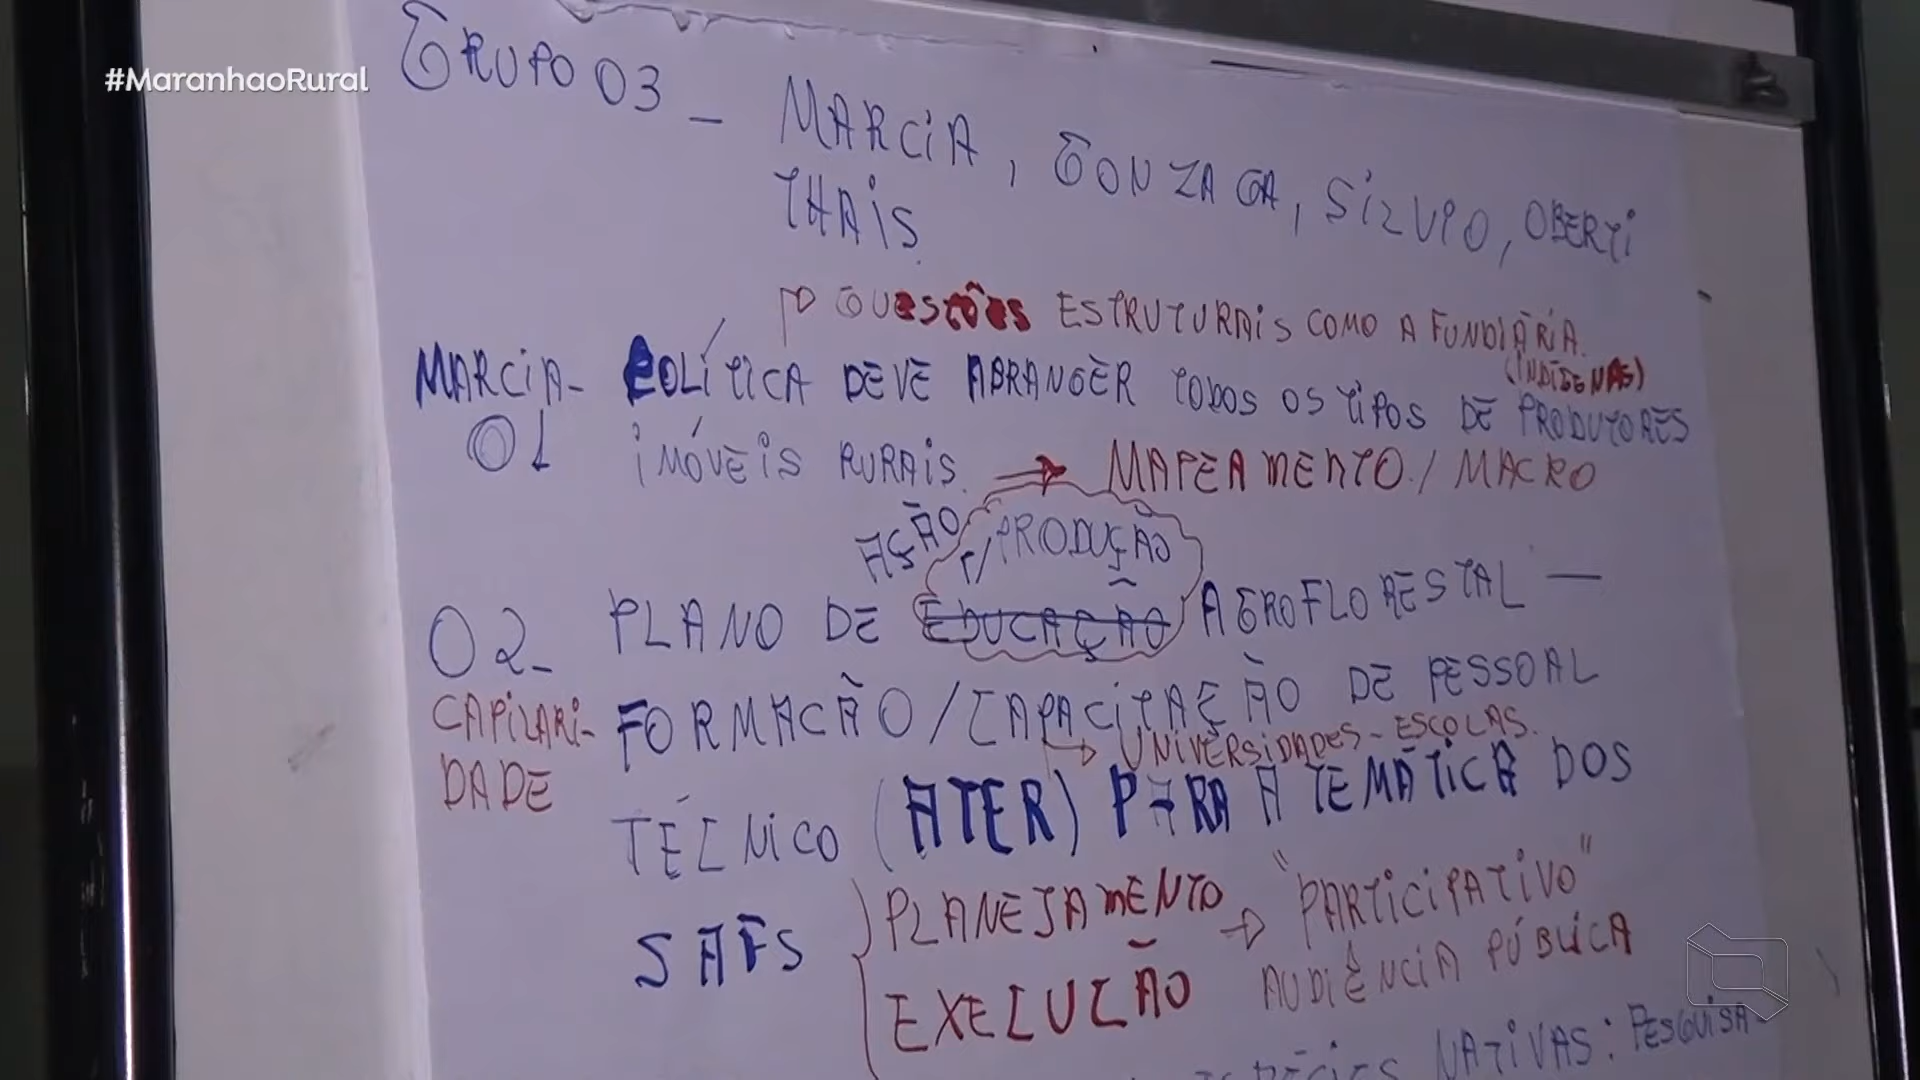 #MaranhaoRural
GRUPO 03 - MARCIA, GONZAGA, SILVIO, OBERTI
THAIS.
QUESTÕES ESTRUTURAIS COMO A FUNDIÁRIA.
(INDÍGENAS)
MARCIA - POLÍTICA DEVE ABRANGER TODOS OS TIPOS DE PRODUTORES
01 IMÓVEIS RURAIS. → MAPEAMENTO / MACRO
AÇÃO P/ PRODUÇÃO
02 - PLANO DE EDUCAÇÃO AGROFLORESTAL —
CAPILARI- FORMAÇÃO / CAPACITAÇÃO DE PESSOAL
→ UNIVERSIDADES - ESCOLAS.
DADE TÉCNICO (ATER) PARA A TEMÁTICA DOS
SAFS PLANEJAMENTO → "PARTICIPATIVO"
EXECUÇÃO AUDIÊNCIA PÚBLICA
ESPÉCIES NATIVAS: PESQUISA-